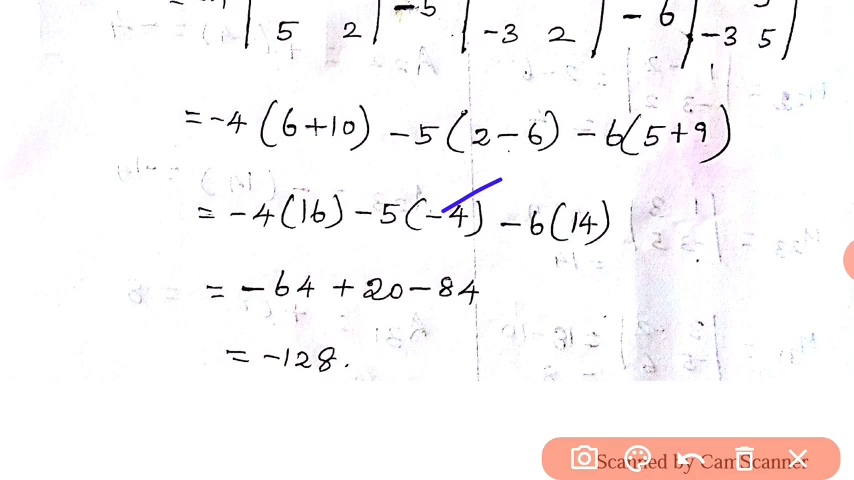 5 2 -5 -3 2 - 6 -3 5
= -4 (6+10) - 5 (2 - 6) - 6(5+9)
= -4(16) - 5(-4) - 6(14)
= -64 + 20 - 84
= -128.
Scanned by CamScanner